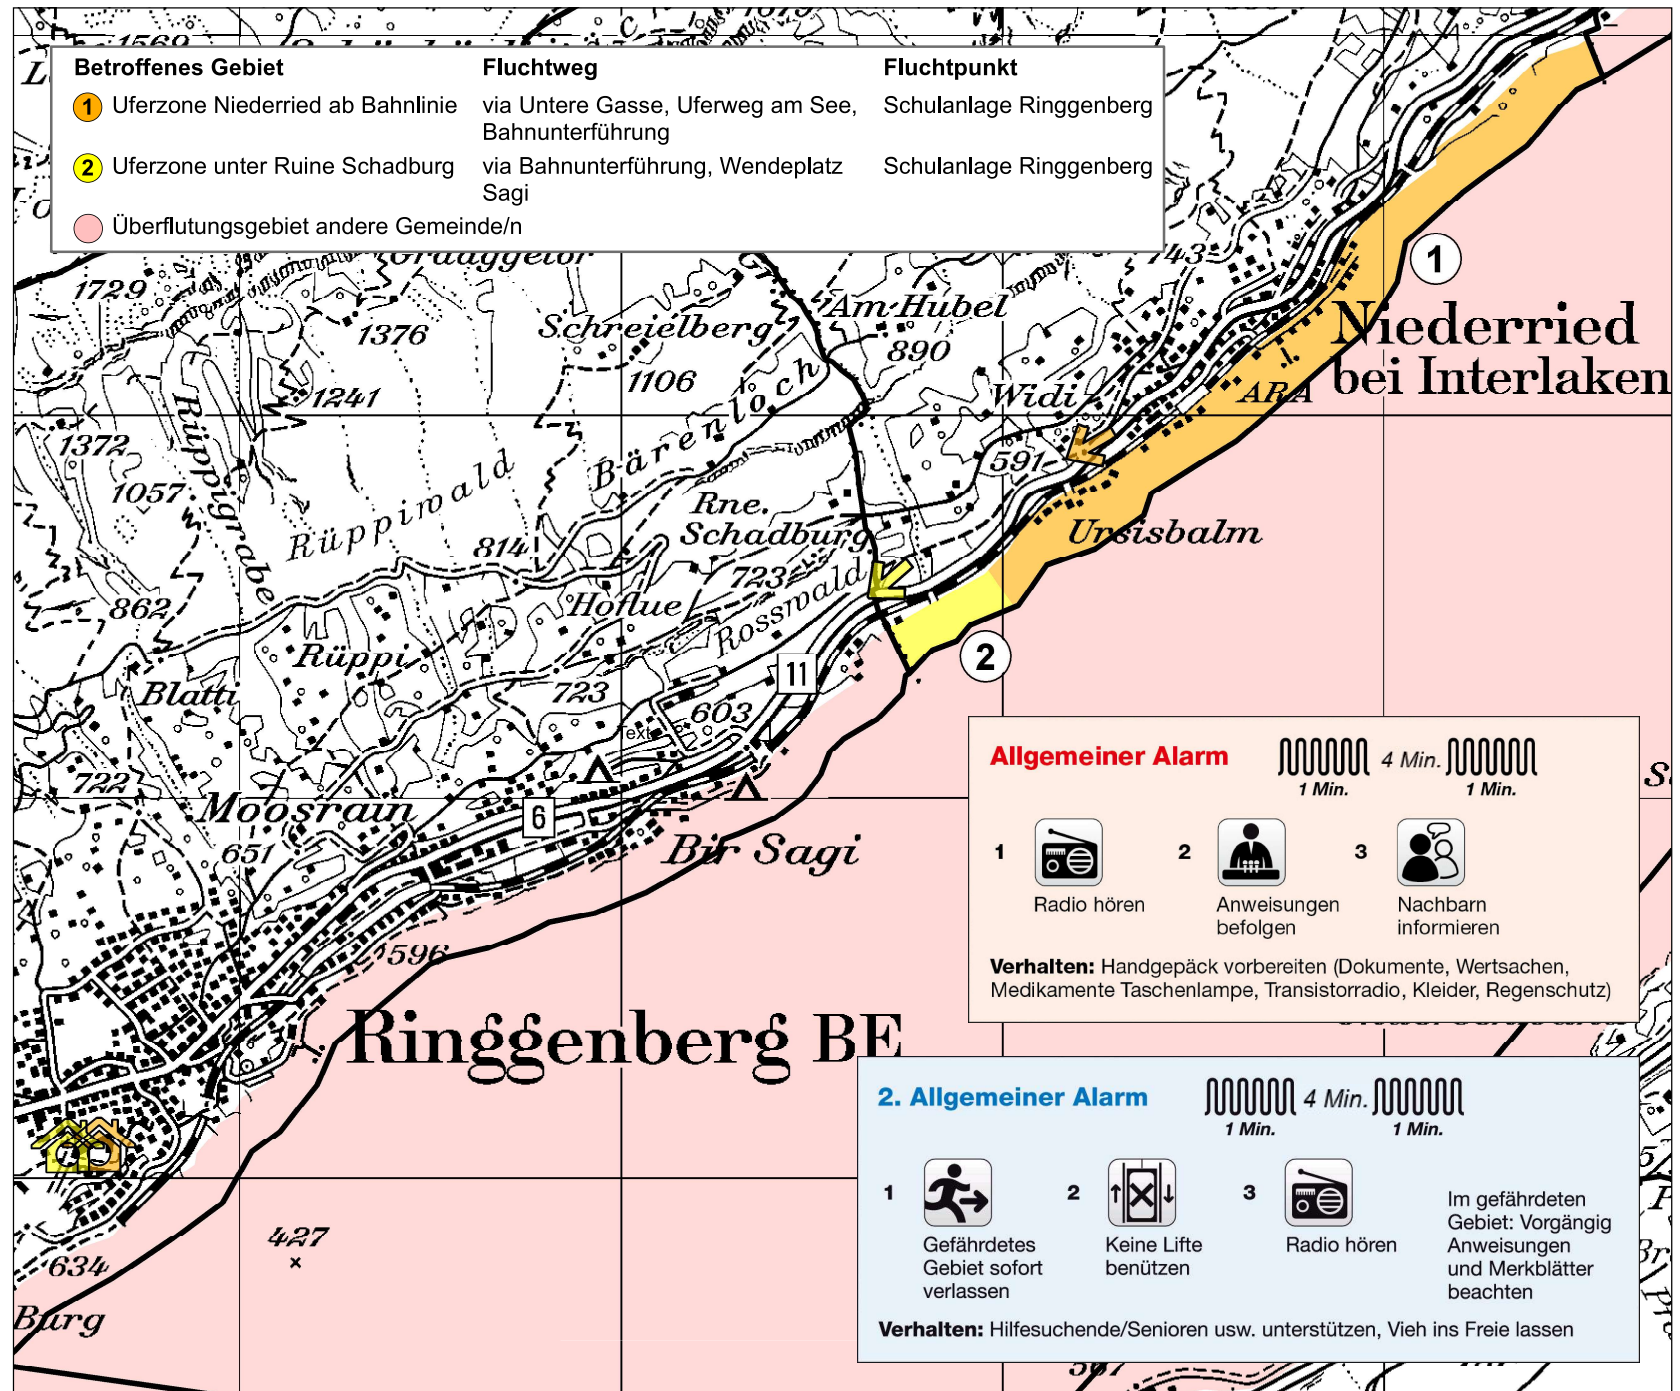 1569
Betroffenes Gebiet Fluchtweg Fluchtpunkt
1 Uferzone Niederried ab Bahnlinie via Untere Gasse, Uferweg am See, Schulanlage Ringgenberg
Bahnunterführung
2 Uferzone unter Ruine Schadburg via Bahnunterführung, Wendeplatz Schulanlage Ringgenberg
Sagi
Überflutungsgebiet andere Gemeinde/n
743
1729
1376
Schreielberg
Am Hubel
890
1
Niederried
bei Interlaken
1106
1241
Widi
ARA
Bärenloch
1372
591
1057
Rüppigrabe
Rüppiwald
Rne.
Schadburg
Ursisbalm
814
723
Rosswald
862
Hoflue
Rüppi
2
11
Blatti
723
603
Text
722
Moosrain
6
651
Bir Sagi
596
Ringgenberg BE
427
634
Burg
Allgemeiner Alarm 4 Min.
1 Min. 1 Min.
1 2 3
Radio hören Anweisungen Nachbarn
befolgen informieren
Verhalten: Handgepäck vorbereiten (Dokumente, Wertsachen,
Medikamente Taschenlampe, Transistorradio, Kleider, Regenschutz)
2. Allgemeiner Alarm 4 Min.
1 Min. 1 Min.
1 2 3
Gefährdetes Keine Lifte Radio hören
Gebiet sofort benützen
verlassen
Im gefährdeten
Gebiet: Vorgängig
Anweisungen
und Merkblätter
beachten
Verhalten: Hilfesuchende/Senioren usw. unterstützen, Vieh ins Freie lassen